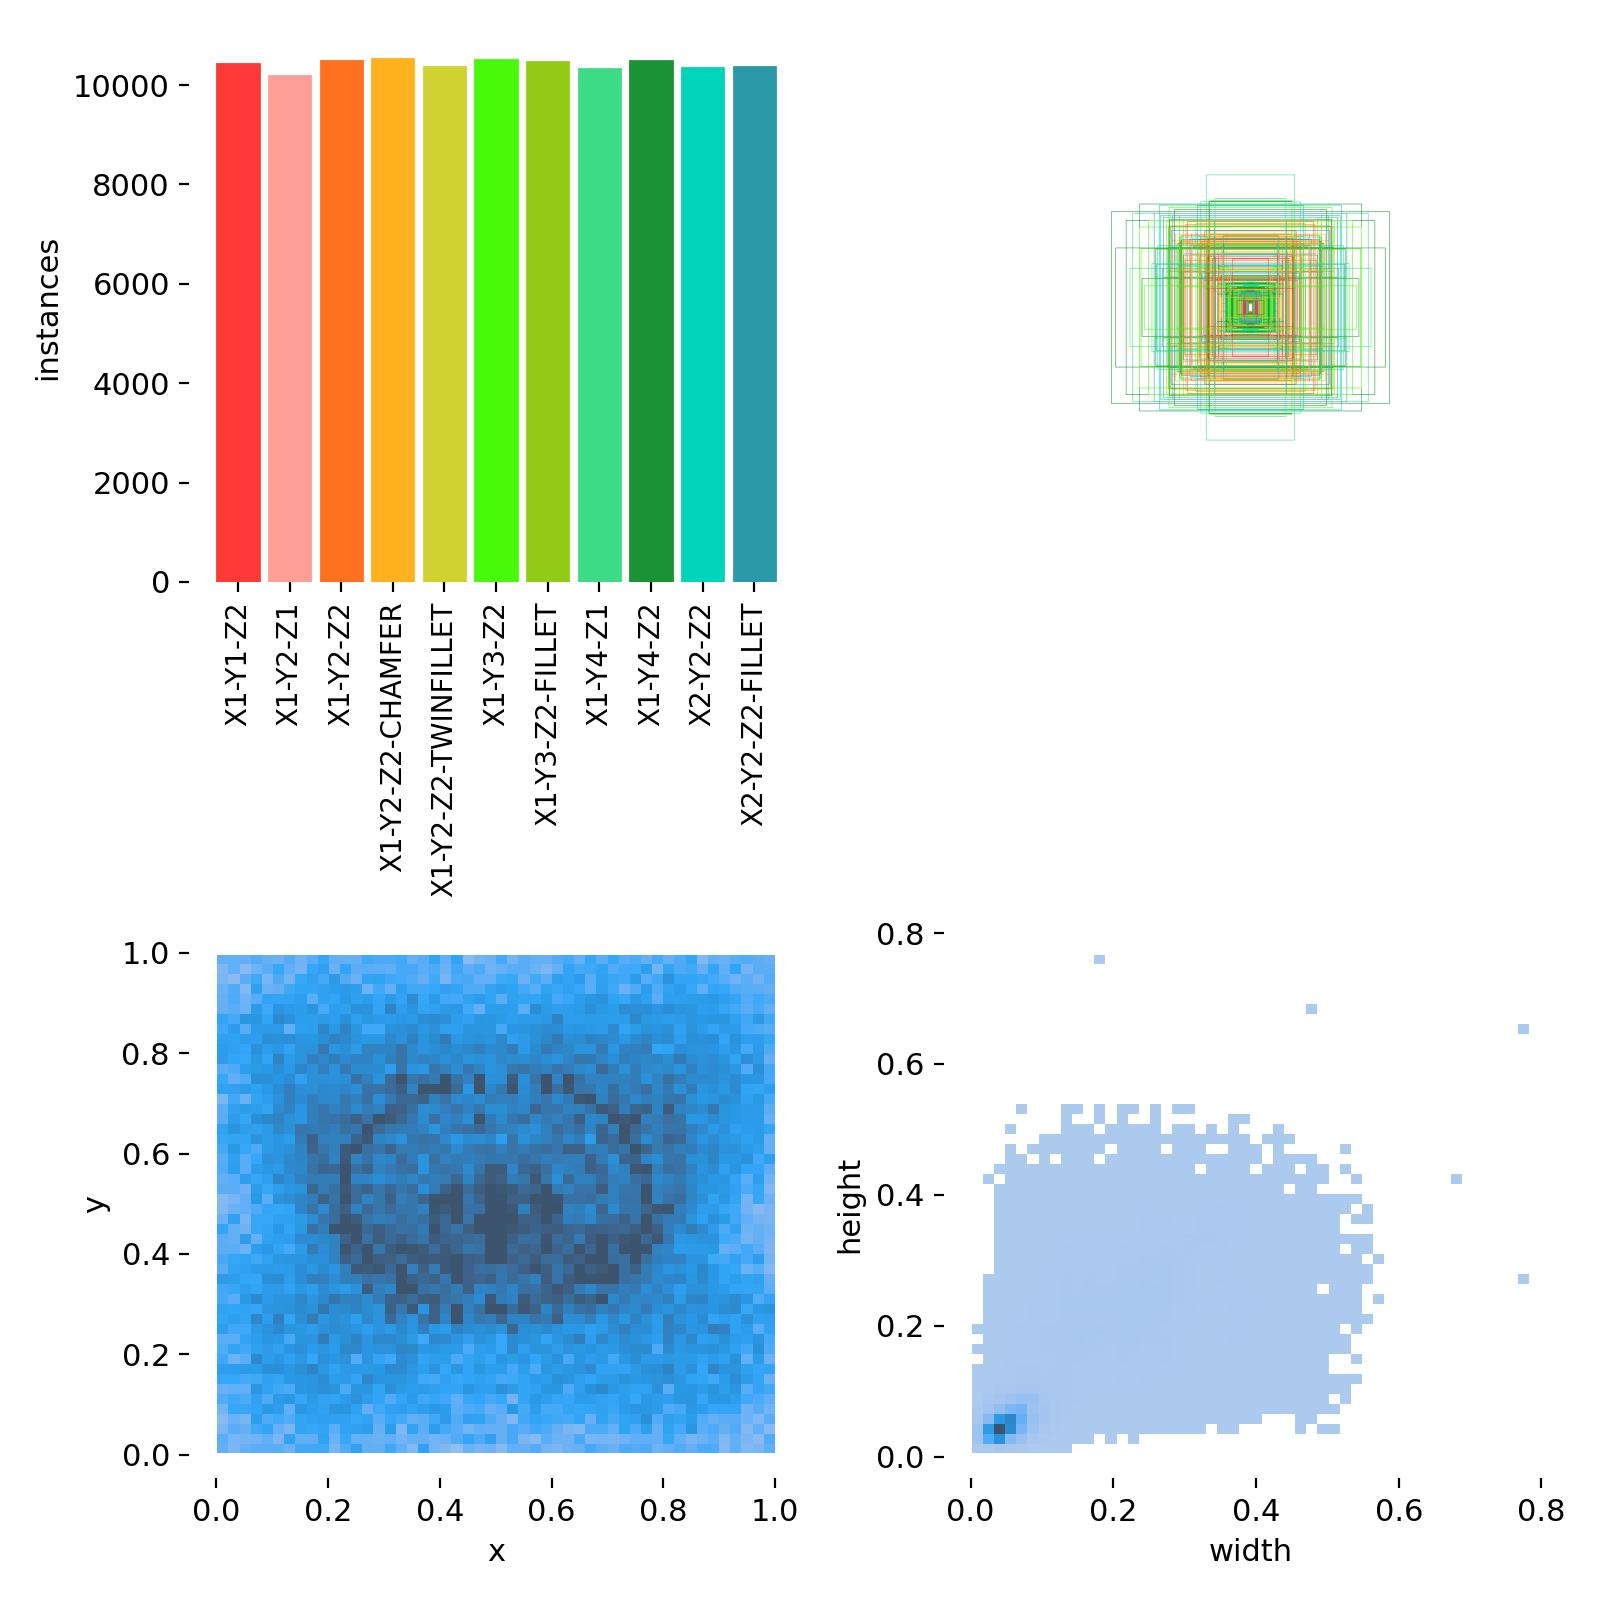 instances
10000
8000
6000
4000
2000
0
X1-Y1-Z2
X1-Y2-Z1
X1-Y2-Z2
X1-Y2-Z2-CHAMFER
X1-Y2-Z2-TWINFILLET
X1-Y3-Z2
X1-Y3-Z2-FILLET
X1-Y4-Z1
X1-Y4-Z2
X2-Y2-Z2
X2-Y2-Z2-FILLET
y
1.0
0.8
0.6
0.4
0.2
0.0
0.0 0.2 0.4 0.6 0.8 1.0
x
height
0.8
0.6
0.4
0.2
0.0
0.0 0.2 0.4 0.6 0.8
width